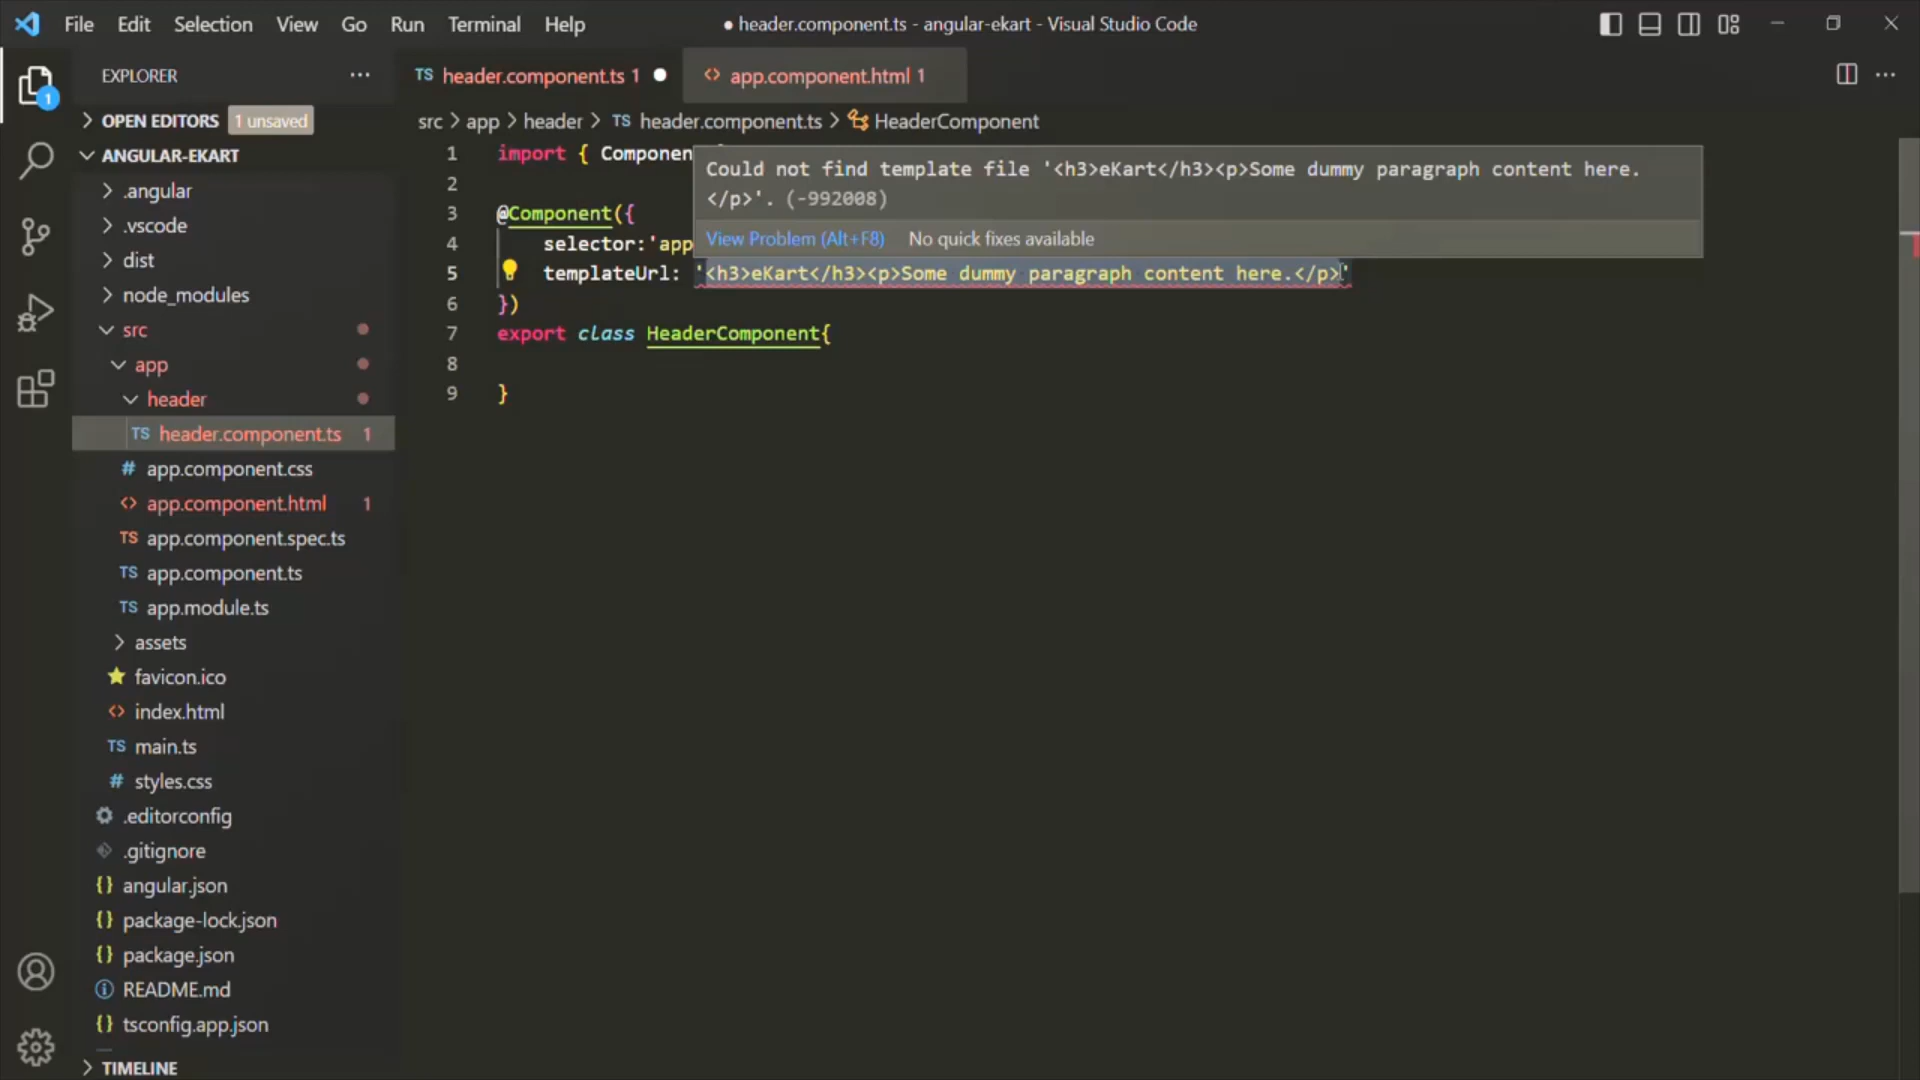 File Edit Selection View Go Run Terminal Help
● header.component.ts - angular-ekart - Visual Studio Code
EXPLORER
OPEN EDITORS 1 unsaved
ANGULAR-EKART
.angular
.vscode
dist
node_modules
src
app
header
TS header.component.ts 1
# app.component.css
<> app.component.html 1
TS app.component.spec.ts
TS app.component.ts
TS app.module.ts
assets
favicon.ico
<> index.html
TS main.ts
# styles.css
.editorconfig
.gitignore
{} angular.json
{} package-lock.json
{} package.json
README.md
{} tsconfig.app.json
TIMELINE
1
TS header.component.ts 1 ●
<> app.component.html 1
src > app > header > TS header.component.ts > HeaderComponent
1 import { Componen
2
3 @Component({
4 selector:'app
5 templateUrl: '<h3>eKart</h3><p>Some dummy paragraph content here.</p>'
6 })
7 export class HeaderComponent{
8
9 }
Could not find template file '<h3>eKart</h3><p>Some dummy paragraph content here.
</p>'. (-992008)
View Problem (Alt+F8) No quick fixes available